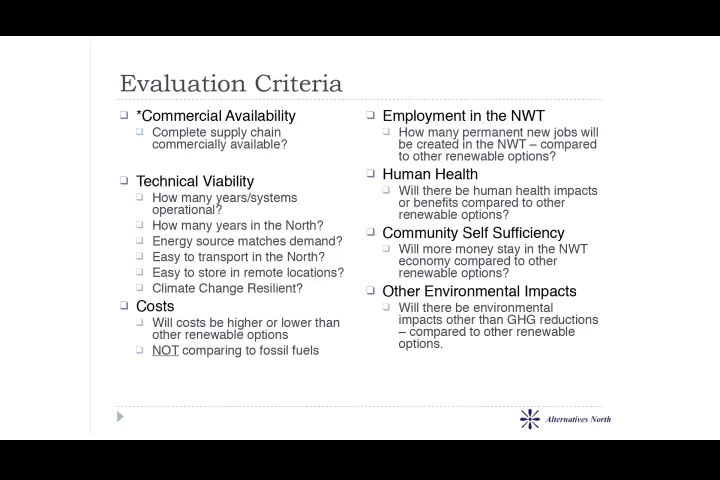 Evaluation Criteria
*Commercial Availability
Complete supply chain
commercially available?
Technical Viability
How many years/systems
operational?
How many years in the North?
Energy source matches demand?
Easy to transport in the North?
Easy to store in remote locations?
Climate Change Resilient?
Costs
Will costs be higher or lower than
other renewable options
NOT comparing to fossil fuels
Employment in the NWT
How many permanent new jobs will
be created in the NWT – compared
to other renewable options?
Human Health
Will there be human health impacts
or benefits compared to other
renewable options?
Community Self Sufficiency
Will more money stay in the NWT
economy compared to other
renewable options?
Other Environmental Impacts
Will there be environmental
impacts other than GHG reductions
– compared to other renewable
options.
Alternatives North